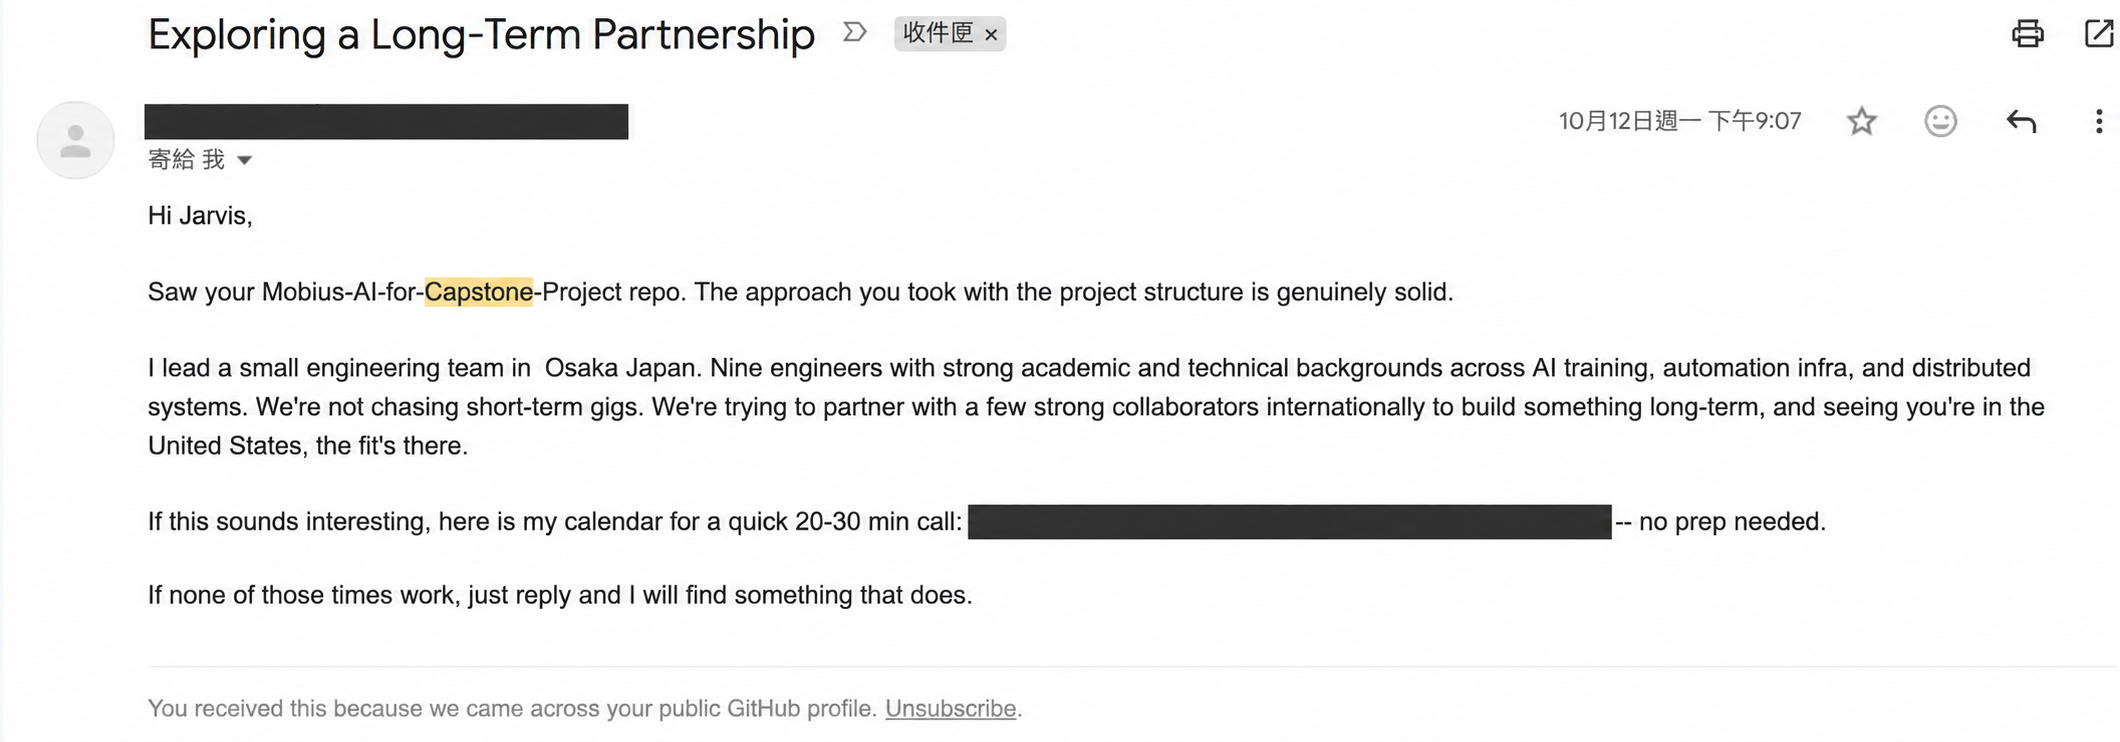 Exploring a Long-Term Partnership 收件匣 ×
10月12日週一 下午9:07
寄給 我
Hi Jarvis,
Saw your Mobius-AI-for-Capstone-Project repo. The approach you took with the project structure is genuinely solid.
I lead a small engineering team in  Osaka Japan. Nine engineers with strong academic and technical backgrounds across AI training, automation infra, and distributed
systems. We're not chasing short-term gigs. We're trying to partner with a few strong collaborators internationally to build something long-term, and seeing you're in the
United States, the fit's there.
If this sounds interesting, here is my calendar for a quick 20-30 min call: -- no prep needed.
If none of those times work, just reply and I will find something that does.
You received this because we came across your public GitHub profile. Unsubscribe.